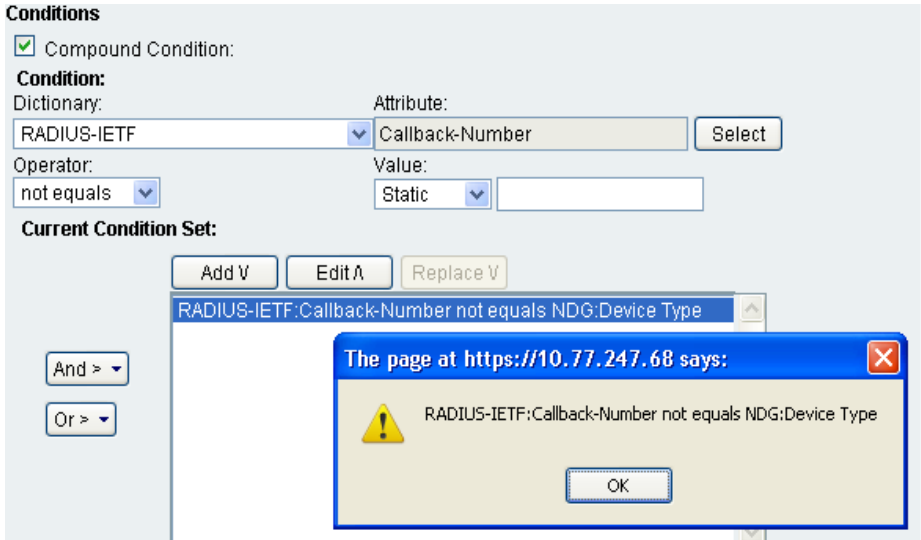 Conditions
Compound Condition:
Condition:
Dictionary: Attribute:
RADIUS-IETF Callback-Number Select
Operator: Value:
not equals Static
Current Condition Set:
Add V Edit Λ Replace V
RADIUS-IETF:Callback-Number not equals NDG:Device Type
And >
Or >
The page at https://10.77.247.68 says:
RADIUS-IETF:Callback-Number not equals NDG:Device Type
OK